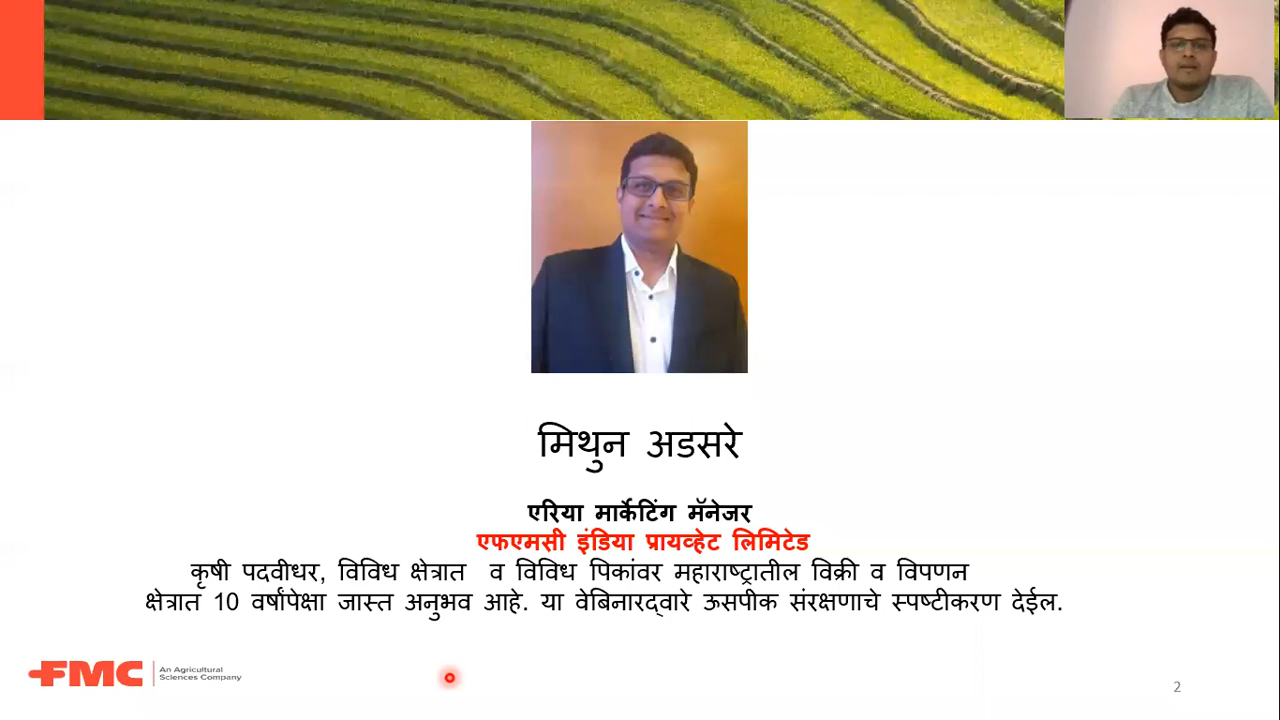 मिथुन अडसरे
एरिया मार्केटिंग मॅनेजर
एफएमसी इंडिया प्रायव्हेट लिमिटेड
कृषी पदवीधर, विविध क्षेत्रात व विविध पिकांवर महाराष्ट्रातील विक्री व विपणन
क्षेत्रात 10 वर्षांपेक्षा जास्त अनुभव आहे. या वेबिनारद्वारे ऊसपीक संरक्षणाचे स्पष्टीकरण देईल.
FMC
An Agricultural
Sciences Company
2